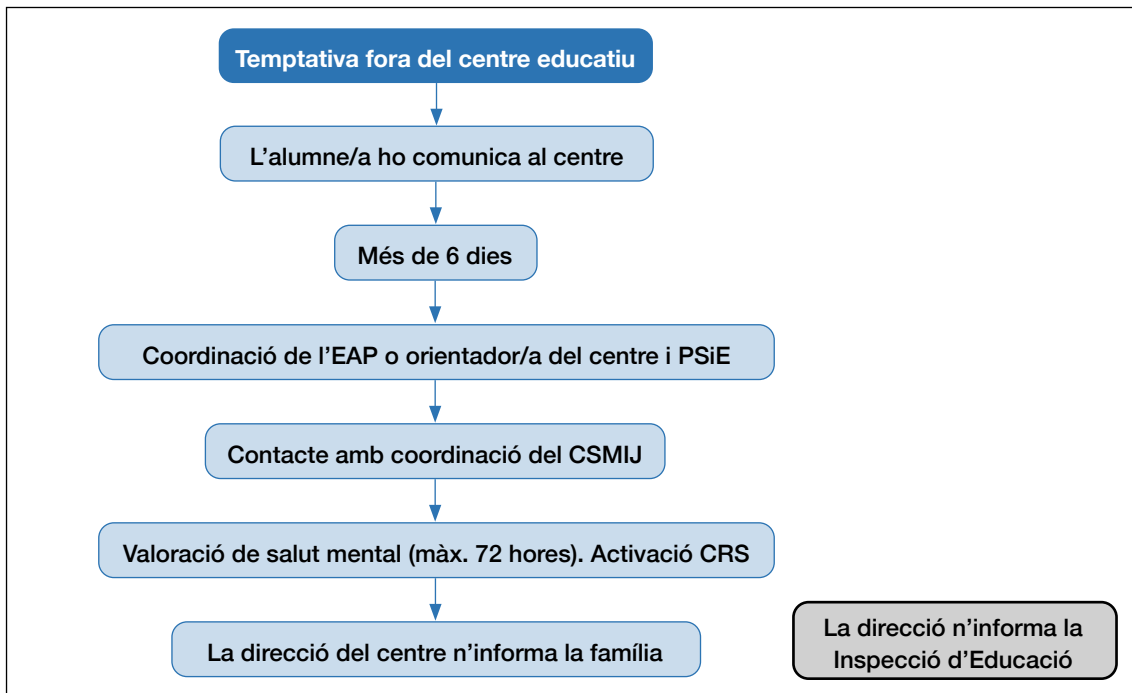 Temptativa fora del centre educatiu
L’alumne/a ho comunica al centre
Més de 6 dies
Coordinació de l’EAP o orientador/a del centre i PSiE
Contacte amb coordinació del CSMIJ
Valoració de salut mental (màx. 72 hores). Activació CRS
La direcció del centre n’informa la família
La direcció n’informa la
Inspecció d’Educació